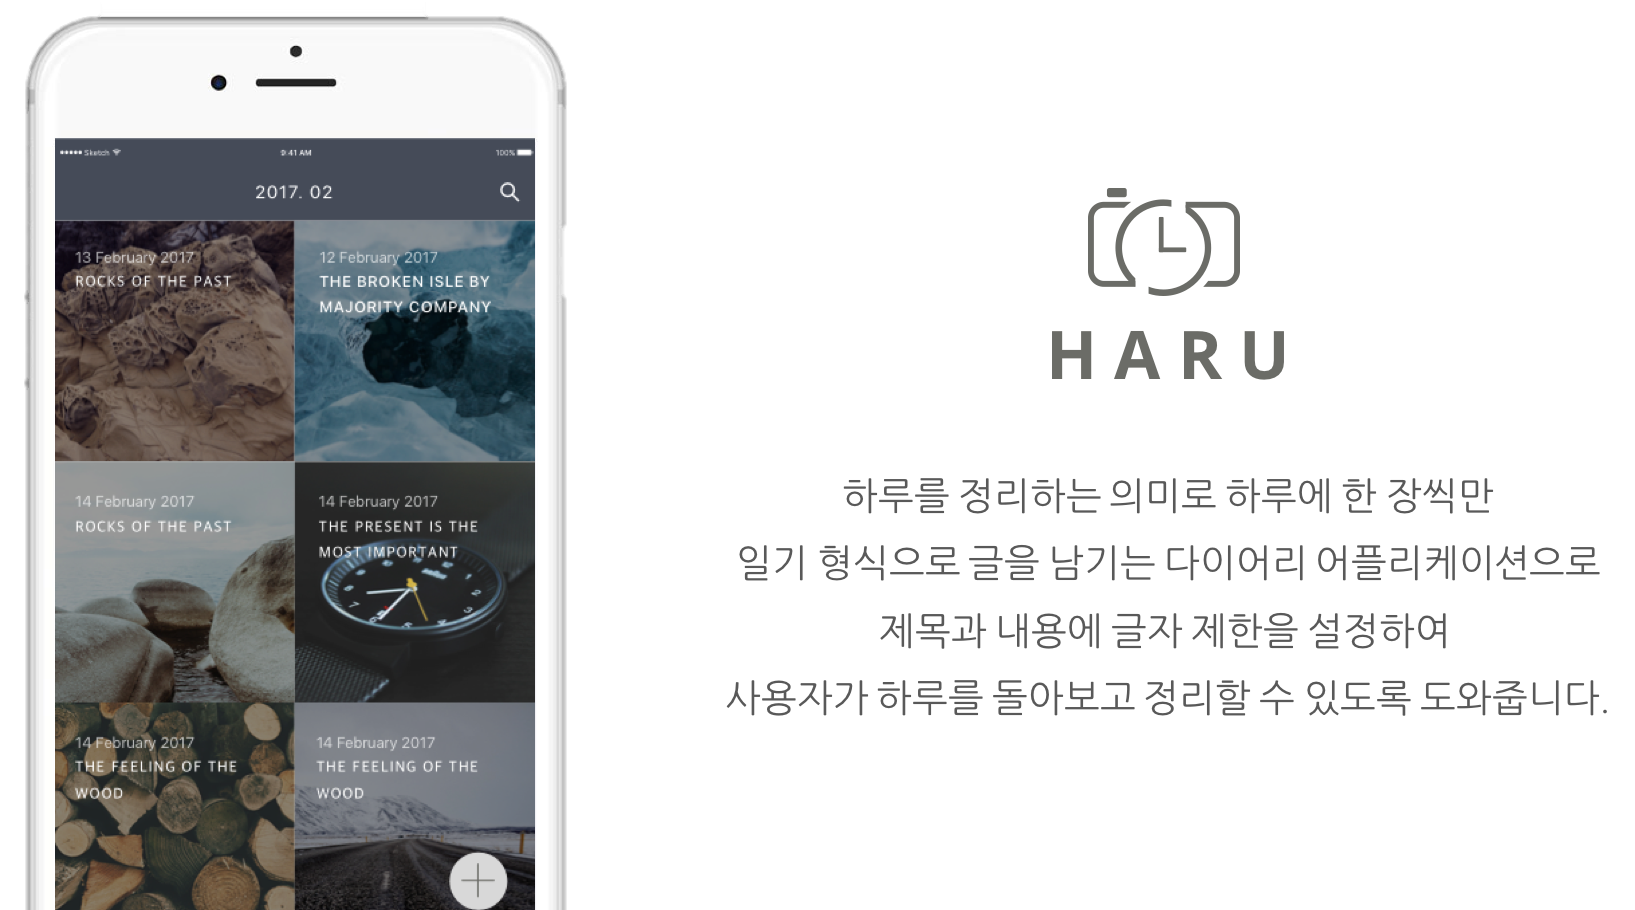 Sketch
9:41 AM
100%
2017. 02
13 February 2017
ROCKS OF THE PAST
12 February 2017
THE BROKEN ISLE BY
MAJORITY COMPANY
14 February 2017
ROCKS OF THE PAST
14 February 2017
THE PRESENT IS THE
MOST IMPORTANT
14 February 2017
THE FEELING OF THE
WOOD
14 February 2017
THE FEELING OF THE
WOOD
HARU
하루를 정리하는 의미로 하루에 한 장씩만
일기 형식으로 글을 남기는 다이어리 어플리케이션으로
제목과 내용에 글자 제한을 설정하여
사용자가 하루를 돌아보고 정리할 수 있도록 도와줍니다.